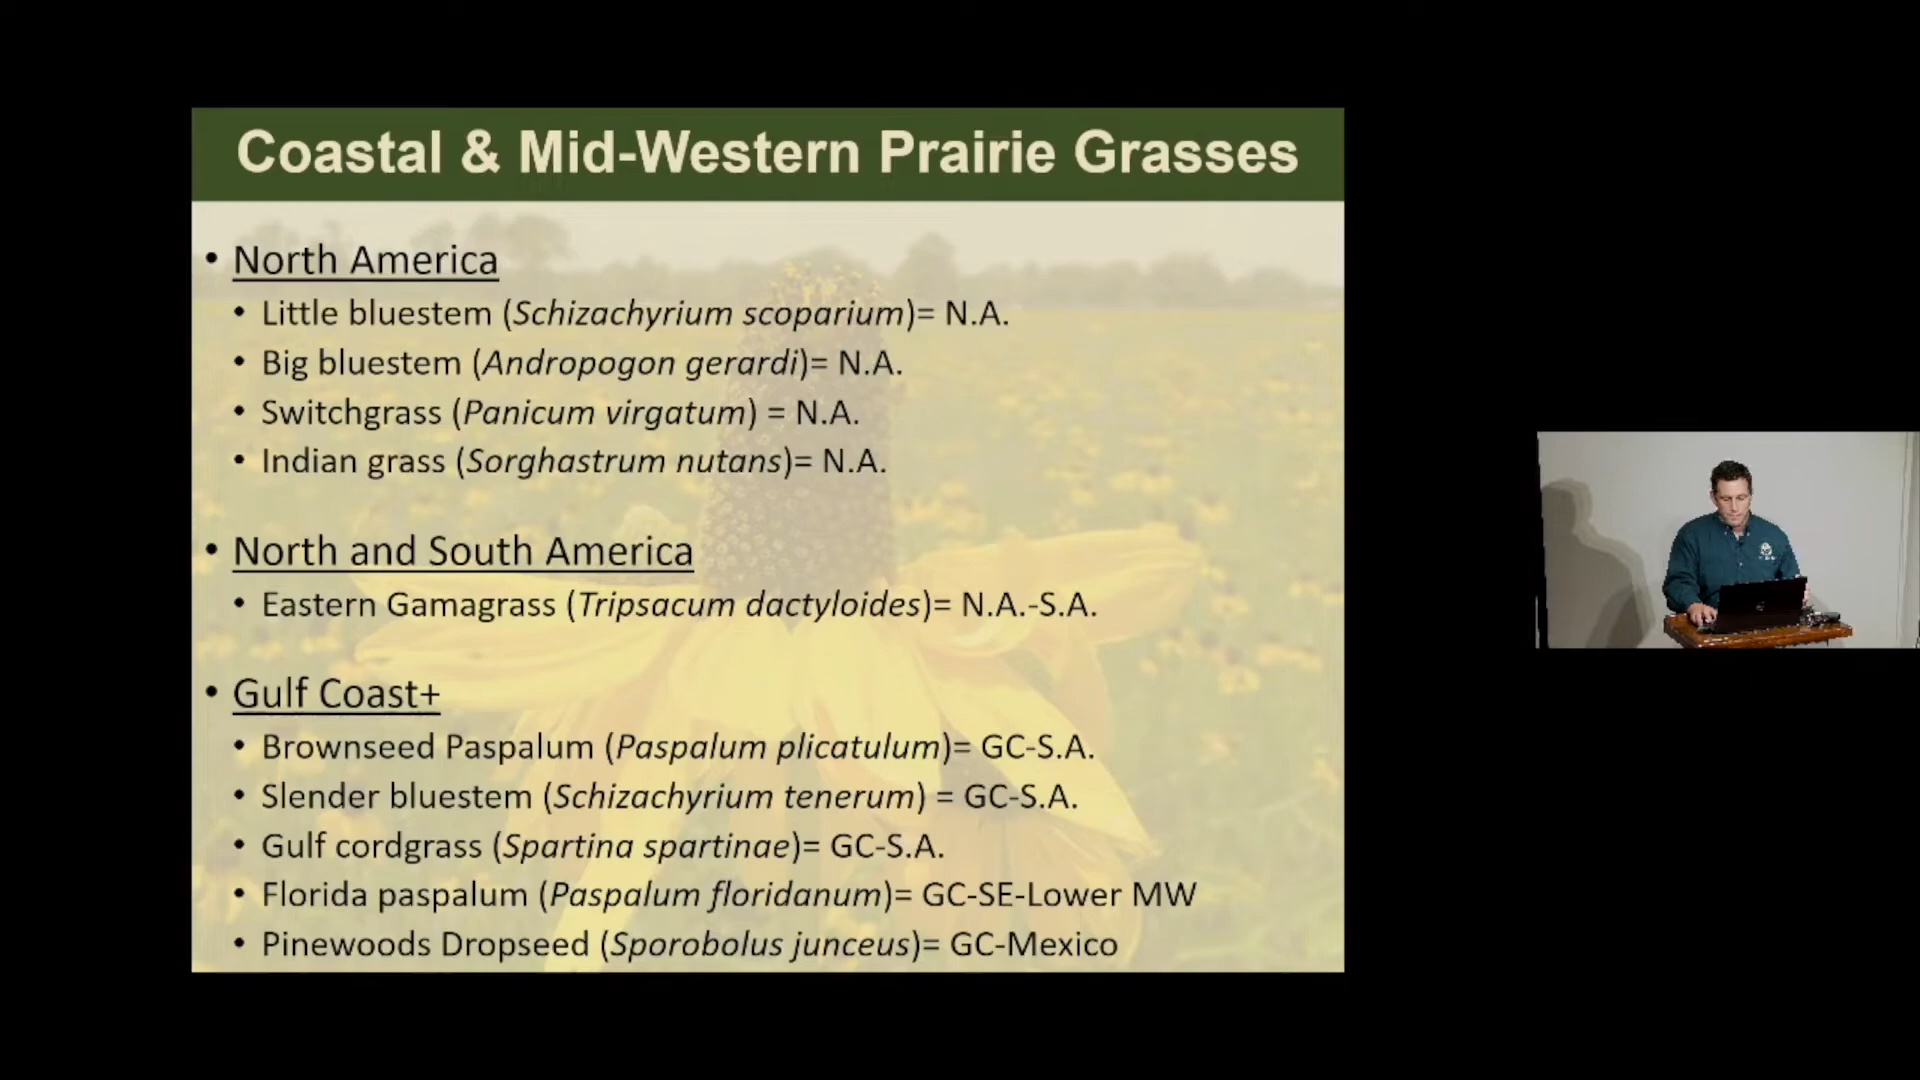 Coastal & Mid-Western Prairie Grasses
• North America
• Little bluestem (Schizachyrium scoparium)= N.A.
• Big bluestem (Andropogon gerardi)= N.A.
• Switchgrass (Panicum virgatum) = N.A.
• Indian grass (Sorghastrum nutans)= N.A.
• North and South America
• Eastern Gamagrass (Tripsacum dactyloides)= N.A.-S.A.
• Gulf Coast+
• Brownseed Paspalum (Paspalum plicatulum)= GC-S.A.
• Slender bluestem (Schizachyrium tenerum) = GC-S.A.
• Gulf cordgrass (Spartina spartinae)= GC-S.A.
• Florida paspalum (Paspalum floridanum)= GC-SE-Lower MW
• Pinewoods Dropseed (Sporobolus junceus)= GC-Mexico